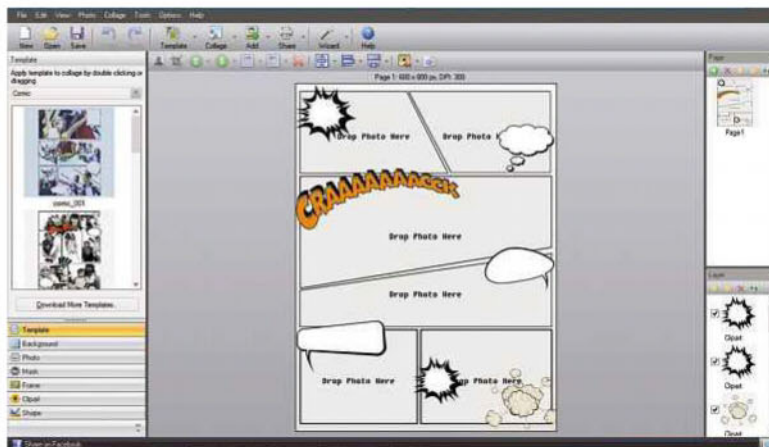 File Edit View Photo Collage Tools Options Help
New Open Save Template Collage Add Share Wizard Help
Template
Apply template to collage by double clicking or
dragging.
Comic
comic_001
Download More Templates...
Template
Background
Photo
Mask
Frame
Clipart
Shape
Share on Facebook
Page 1: 600 x 800 px, DPI: 300
Drop Photo Here
Drop Photo
CRAAAAAAACCK
Drop Photo Here
Drop Photo Here
Drop Photo Here
Photo Here
Page
Page1
Layer
Clipart
Clipart
Clipart